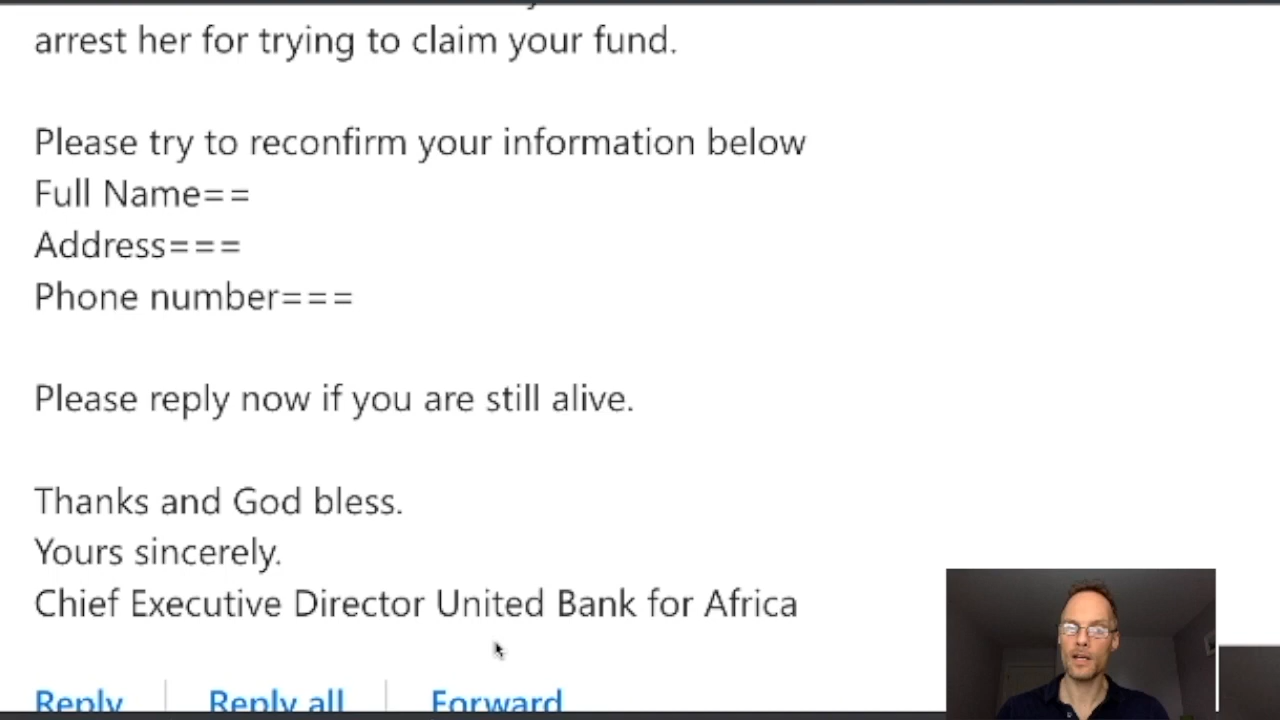 arrest her for trying to claim your fund.
Please try to reconfirm your information below
Full Name==
Address===
Phone number===
Please reply now if you are still alive.
Thanks and God bless.
Yours sincerely.
Chief Executive Director United Bank for Africa
Reply
Reply all
Forward